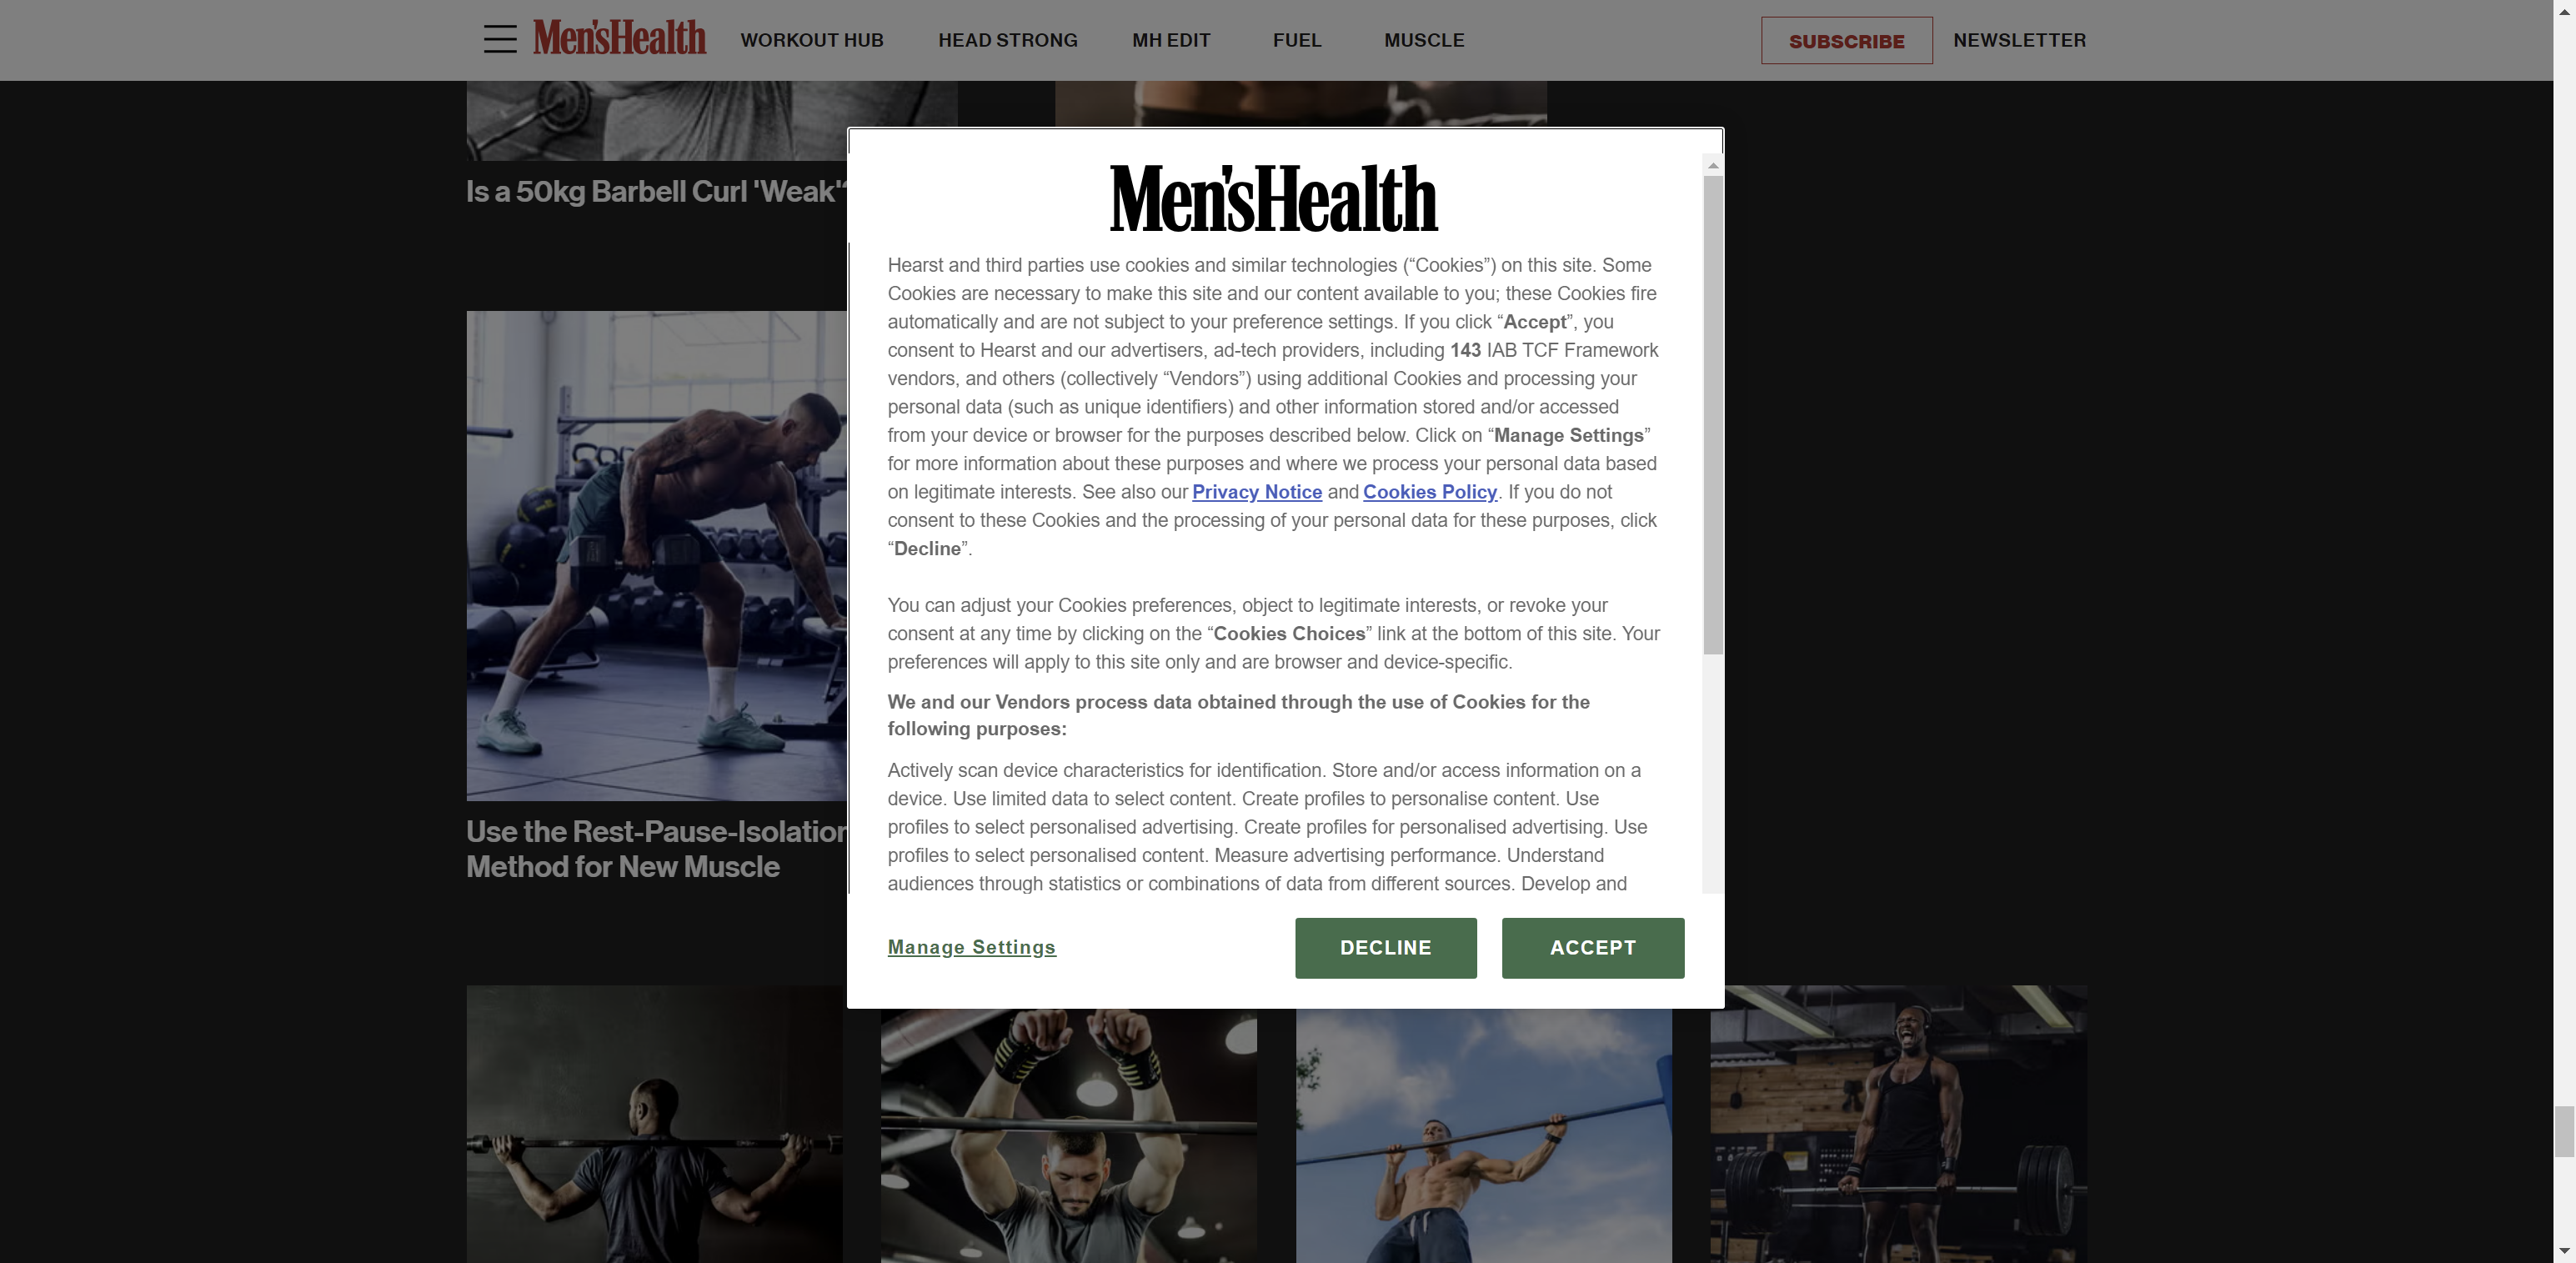 Men'sHealth
WORKOUT HUB
HEAD STRONG
MH EDIT
FUEL
MUSCLE
SUBSCRIBE
NEWSLETTER
Is a 50kg Barbell Curl 'Weak'?
Use the Rest-Pause-Isolation
Method for New Muscle
Men'sHealth
Hearst and third parties use cookies and similar technologies (“Cookies”) on this site. Some
Cookies are necessary to make this site and our content available to you; these Cookies fire
automatically and are not subject to your preference settings. If you click “Accept”, you
consent to Hearst and our advertisers, ad-tech providers, including 143 IAB TCF Framework
vendors, and others (collectively “Vendors”) using additional Cookies and processing your
personal data (such as unique identifiers) and other information stored and/or accessed
from your device or browser for the purposes described below. Click on “Manage Settings”
for more information about these purposes and where we process your personal data based
on legitimate interests. See also our Privacy Notice and Cookies Policy. If you do not
consent to these Cookies and the processing of your personal data for these purposes, click
“Decline”.
You can adjust your Cookies preferences, object to legitimate interests, or revoke your
consent at any time by clicking on the “Cookies Choices” link at the bottom of this site. Your
preferences will apply to this site only and are browser and device-specific.
We and our Vendors process data obtained through the use of Cookies for the
following purposes:
Actively scan device characteristics for identification. Store and/or access information on a
device. Use limited data to select content. Create profiles to personalise content. Use
profiles to select personalised advertising. Create profiles for personalised advertising. Use
profiles to select personalised content. Measure advertising performance. Understand
audiences through statistics or combinations of data from different sources. Develop and
Manage Settings
DECLINE
ACCEPT